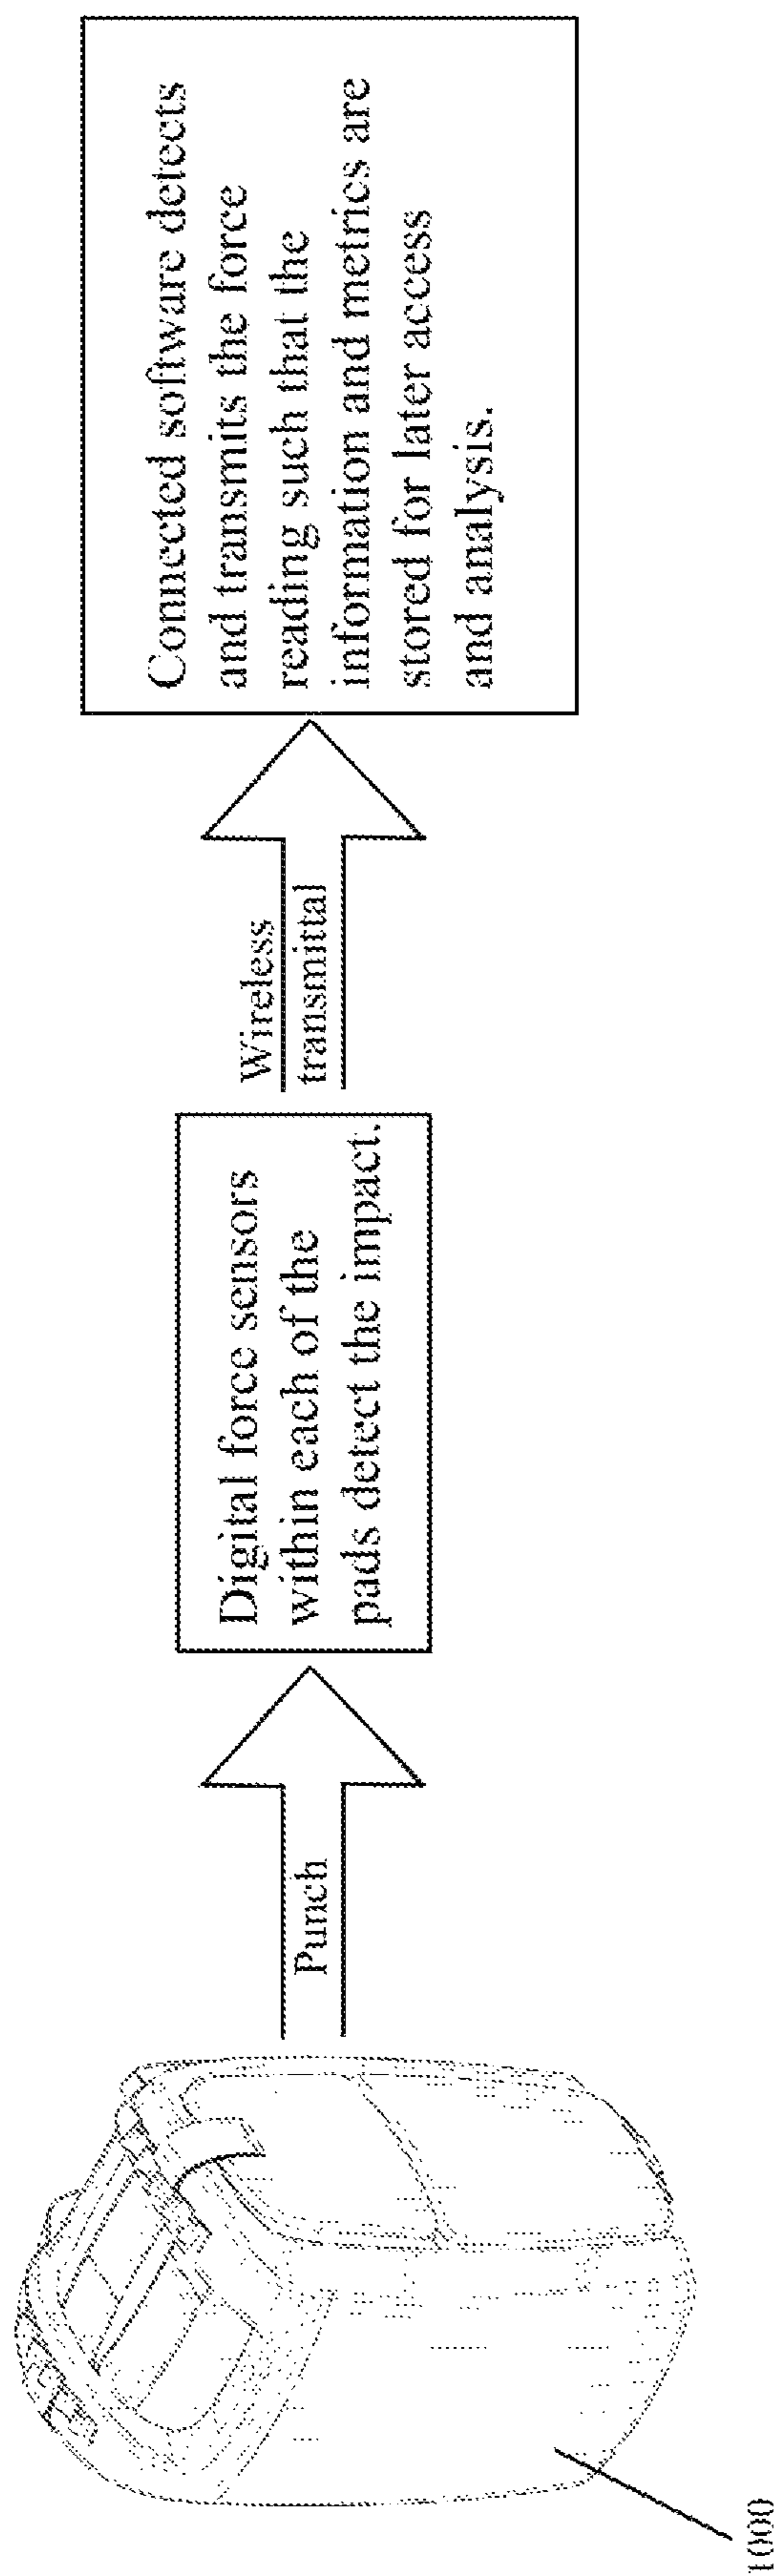 1000
Punch
Digital force sensors
within each of the
pads detect the impact.
Wireless
transmittal
Connected software detects
and transmits the force
reading such that the
information and metrics are
stored for later access
and analysis.